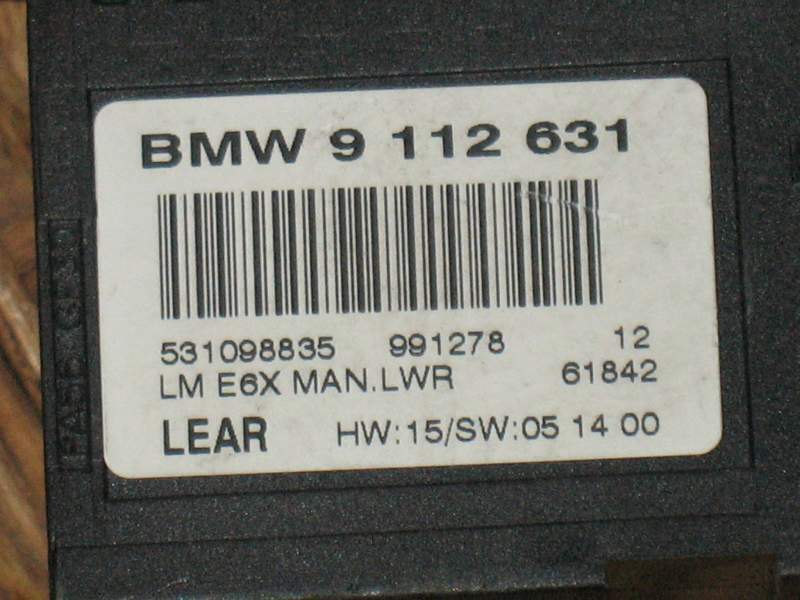 BMW 9 112 631
531098835 991278 12
LM E6X MAN.LWR 61842
LEAR HW:15/SW:05 14 00